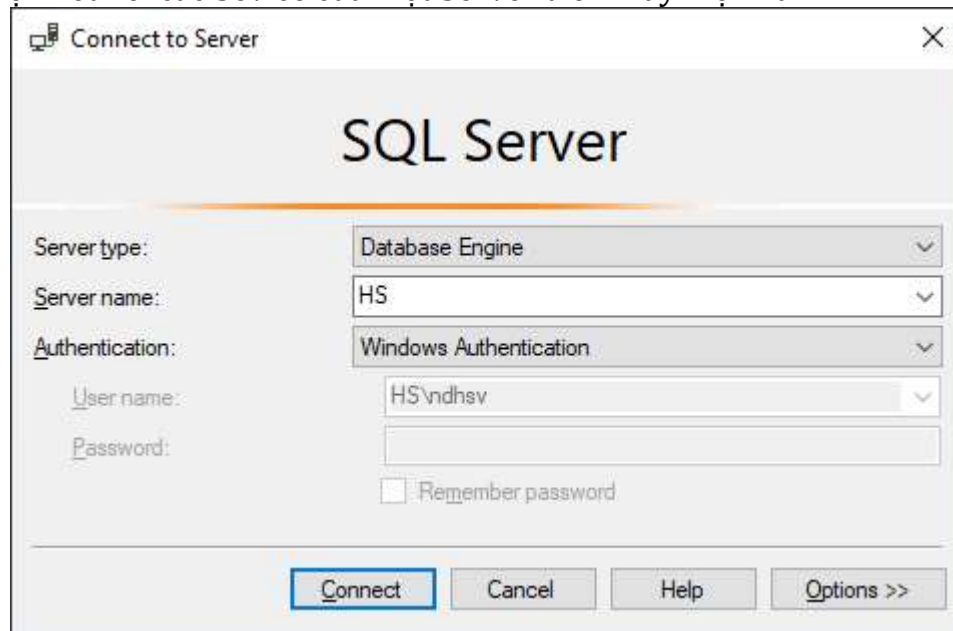 Connect to Server
SQL Server
Server type: Database Engine
Server name: HS
Authentication: Windows Authentication
User name: HS\ndhsv
Password:
Remember password
Connect Cancel Help Options >>